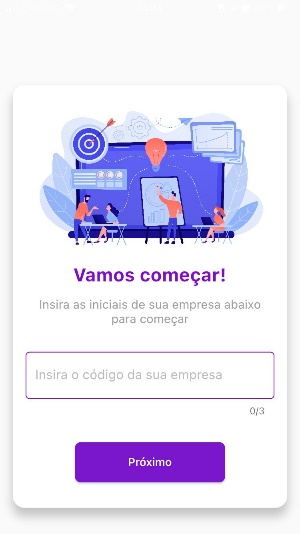 Vamos começar!
Insira as iniciais de sua empresa abaixo
para começar
Insira o código da sua empresa
0/3
Próximo